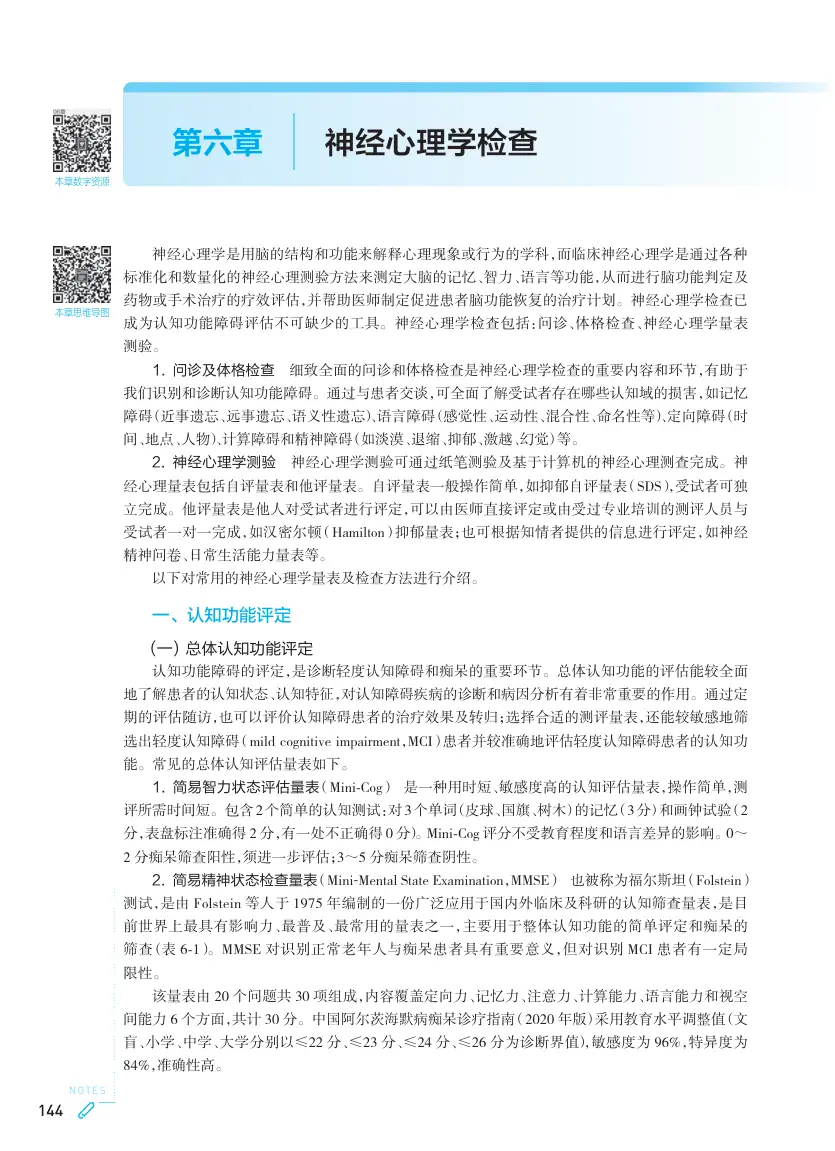 第六章
神经心理学检查
本章数字资源
本章思维导图
神经心理学是用脑的结构和功能来解释心理现象或行为的学科,而临床神经心理学是通过各种
标准化和数量化的神经心理测验方法来测定大脑的记忆、智力、语言等功能,从而进行脑功能判定及
药物或手术治疗的疗效评估,并帮助医师制定促进患者脑功能恢复的治疗计划。神经心理学检查已
成为认知功能障碍评估不可缺少的工具。神经心理学检查包括:问诊、体格检查、神经心理学量表
测验。
1. 问诊及体格检查 细致全面的问诊和体格检查是神经心理学检查的重要内容和环节,有助于
我们识别和诊断认知功能障碍。通过与患者交谈,可全面了解受试者存在哪些认知域的损害,如记忆
障碍(近事遗忘、远事遗忘、语义性遗忘)、语言障碍(感觉性、运动性、混合性、命名性等)、定向障碍(时
间、地点、人物)、计算障碍和精神障碍(如淡漠、退缩、抑郁、激越、幻觉)等。
2. 神经心理学测验 神经心理学测验可通过纸笔测验及基于计算机的神经心理测查完成。神
经心理量表包括自评量表和他评量表。自评量表一般操作简单,如抑郁自评量表(SDS),受试者可独
立完成。他评量表是他人对受试者进行评定,可以由医师直接评定或由受过专业培训的测评人员与
受试者一对一完成,如汉密尔顿(Hamilton)抑郁量表;也可根据知情者提供的信息进行评定,如神经
精神问卷、日常生活能力量表等。
以下对常用的神经心理学量表及检查方法进行介绍。
一、认知功能评定
(一)总体认知功能评定
认知功能障碍的评定,是诊断轻度认知障碍和痴呆的重要环节。总体认知功能的评估能较全面
地了解患者的认知状态、认知特征,对认知障碍疾病的诊断和病因分析有着非常重要的作用。通过定
期的评估随访,也可以评价认知障碍患者的治疗效果及转归;选择合适的测评量表,还能较敏感地筛
选出轻度认知障碍(mild cognitive impairment,MCI)患者并较准确地评估轻度认知障碍患者的认知功
能。常见的总体认知评估量表如下。
1. 简易智力状态评估量表(Mini-Cog) 是一种用时短、敏感度高的认知评估量表,操作简单,测
评所需时间短。包含2个简单的认知测试:对3个单词(皮球、国旗、树木)的记忆(3分)和画钟试验(2
分,表盘标注准确得2分,有一处不正确得0分)。Mini-Cog评分不受教育程度和语言差异的影响。0~
2分痴呆筛查阳性,须进一步评估;3~5分痴呆筛查阴性。
2. 简易精神状态检查量表(Mini-Mental State Examination,MMSE) 也被称为福尔斯坦(Folstein)
测试,是由 Folstein 等人于 1975 年编制的一份广泛应用于国内外临床及科研的认知筛查量表,是目
前世界上最具有影响力、最普及、最常用的量表之一,主要用于整体认知功能的简单评定和痴呆的
筛查(表 6-1)。MMSE 对识别正常老年人与痴呆患者具有重要意义,但对识别 MCI 患者有一定局
限性。
该量表由 20 个问题共 30 项组成,内容覆盖定向力、记忆力、注意力、计算能力、语言能力和视空
间能力 6 个方面,共计 30 分。中国阿尔茨海默病痴呆诊疗指南(2020 年版)采用教育水平调整值(文
盲、小学、中学、大学分别以≤22 分、≤23 分、≤24 分、≤26 分为诊断界值),敏感度为 96%,特异度为
84%,准确性高。
NOTES
144